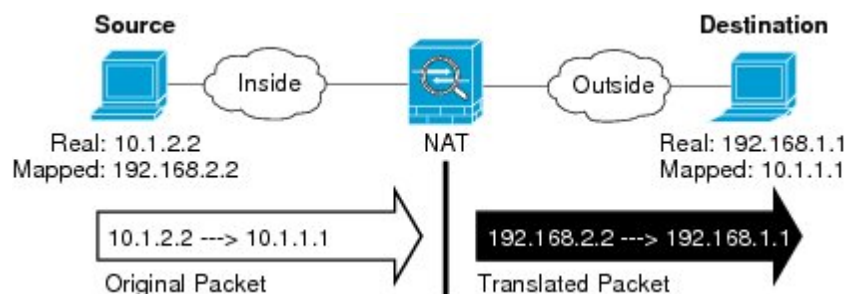 Source
Destination
Inside
Outside
Real: 10.1.2.2
Mapped: 192.168.2.2
NAT
Real: 192.168.1.1
Mapped: 10.1.1.1
10.1.2.2 ---> 10.1.1.1
192.168.2.2 ---> 192.168.1.1
Original Packet
Translated Packet